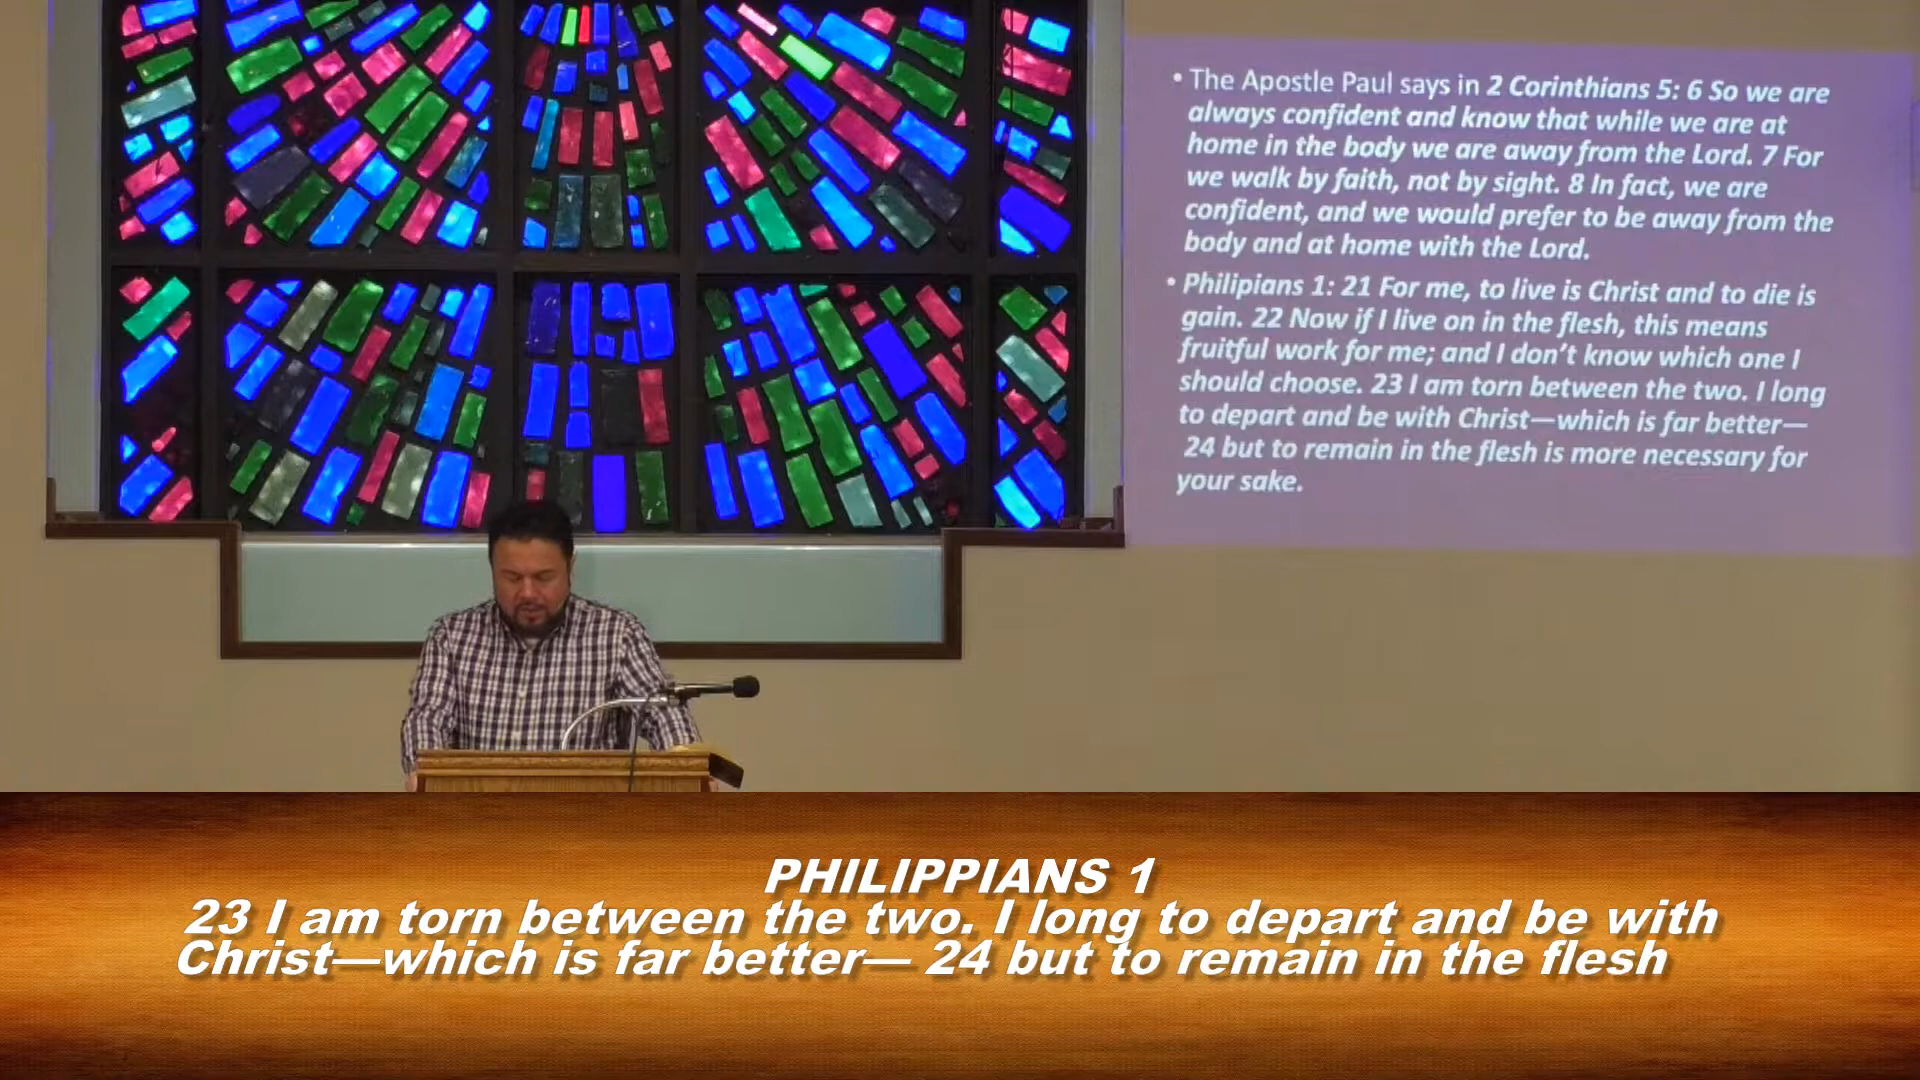 • The Apostle Paul says in 2 Corinthians 5: 6 So we are
always confident and know that while we are at
home in the body we are away from the Lord. 7 For
we walk by faith, not by sight. 8 In fact, we are
confident, and we would prefer to be away from the
body and at home with the Lord.
• Philipians 1: 21 For me, to live is Christ and to die is
gain. 22 Now if I live on in the flesh, this means
fruitful work for me; and I don't know which one I
should choose. 23 I am torn between the two. I long
to depart and be with Christ—which is far better—
24 but to remain in the flesh is more necessary for
your sake.
PHILIPPIANS 1
23 I am torn between the two. I long to depart and be with
Christ—which is far better— 24 but to remain in the flesh